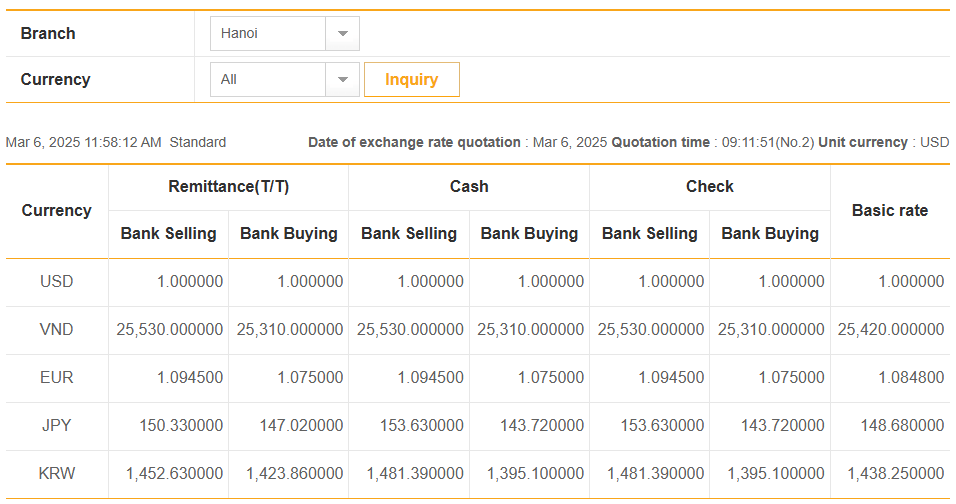 Branch Hanoi
Currency All Inquiry
Mar 6, 2025 11:58:12 AM Standard Date of exchange rate quotation : Mar 6, 2025 Quotation time : 09:11:51(No.2) Unit currency : USD
Currency Remittance(T/T) Cash Check Basic rate
Bank Selling Bank Buying Bank Selling Bank Buying Bank Selling Bank Buying
USD 1.000000 1.000000 1.000000 1.000000 1.000000 1.000000 1.000000
VND 25,530.000000 25,310.000000 25,530.000000 25,310.000000 25,530.000000 25,310.000000 25,420.000000
EUR 1.094500 1.075000 1.094500 1.075000 1.094500 1.075000 1.084800
JPY 150.330000 147.020000 153.630000 143.720000 153.630000 143.720000 148.680000
KRW 1,452.630000 1,423.860000 1,481.390000 1,395.100000 1,481.390000 1,395.100000 1,438.250000